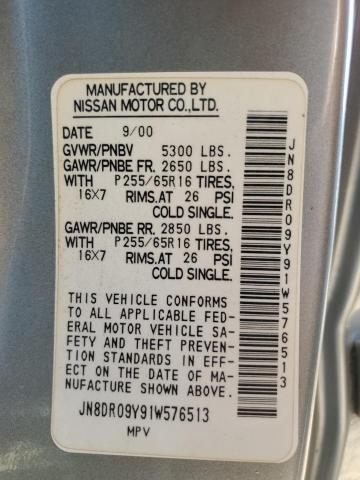 MANUFACTURED BY
NISSAN MOTOR CO.,LTD.
DATE 9/00
GVWR/PNBV 5300 LBS.
GAWR/PNBE FR. 2650 LBS.
WITH P255/65R16 TIRES,
16X7 RIMS.AT 26 PSI
COLD SINGLE.
GAWR/PNBE RR. 2850 LBS.
WITH P255/65R16 TIRES,
16X7 RIMS.AT 26 PSI
COLD SINGLE.
THIS VEHICLE CONFORMS
TO ALL APPLICABLE FED-
ERAL MOTOR VEHICLE SA-
FETY AND THEFT PREVENTION
STANDARDS IN EFF-
ECT ON THE DATE OF MA-
NUFACTURE SHOWN ABOVE.
JN8DR09Y91W576513
MPV
JN8DR09Y91W576513